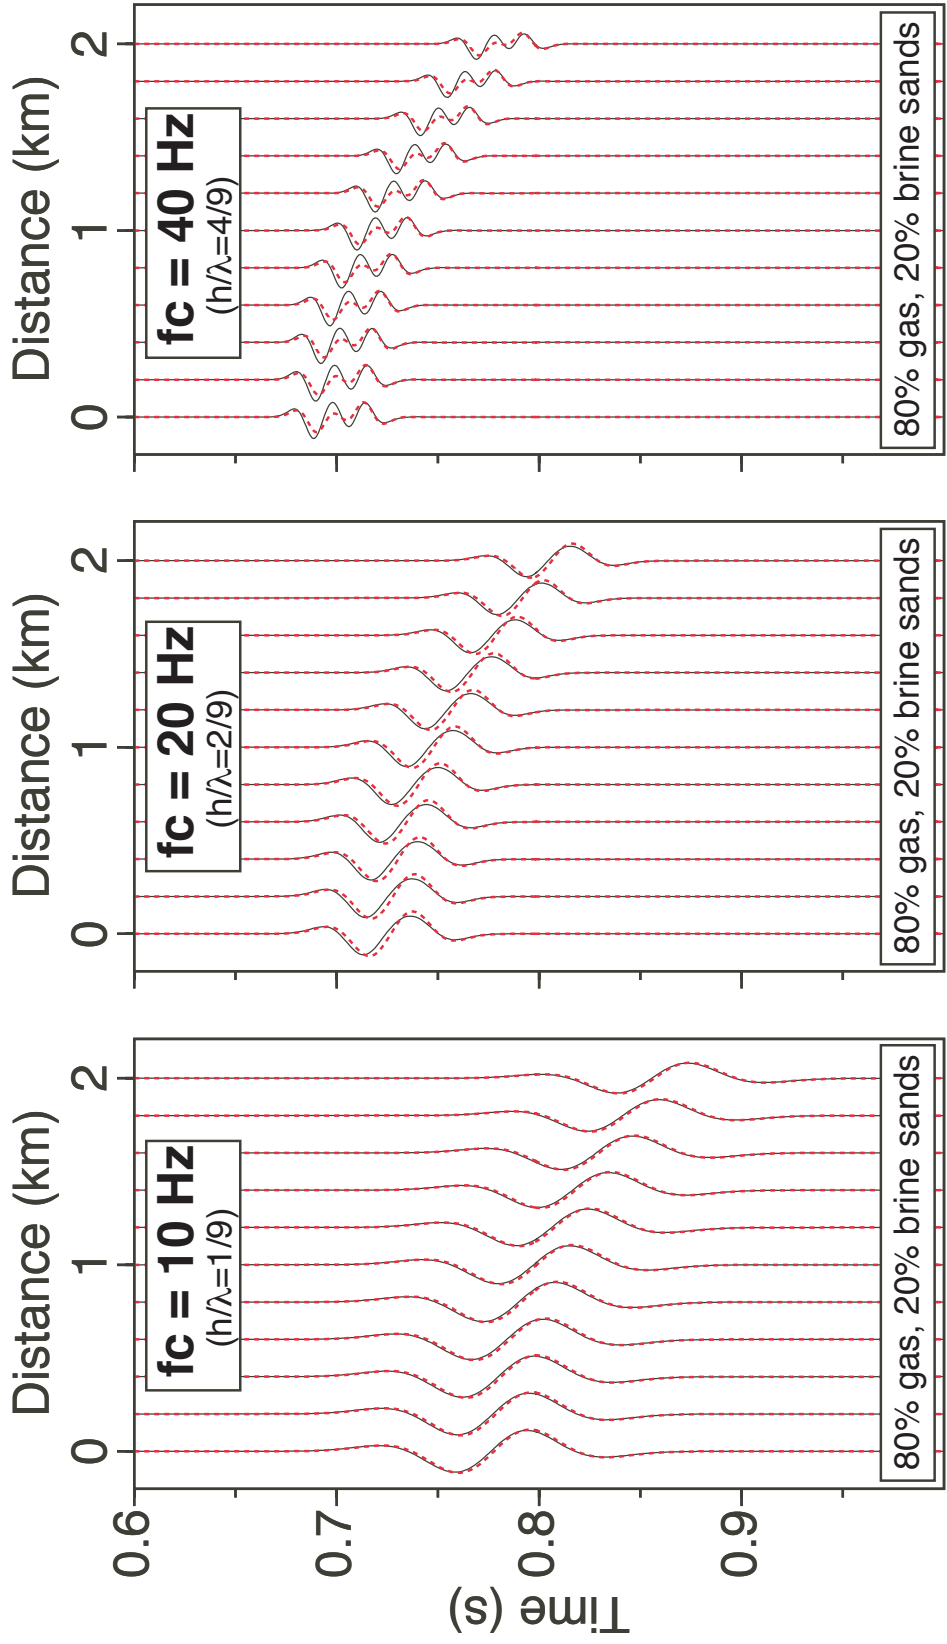 Distance (km)
0 1 2
Distance (km)
0 1 2
Distance (km)
0 1 2
Time (s)
0.6
0.7
0.8
0.9
fc = 10 Hz
(h/λ=1/9)
80% gas, 20% brine sands
fc = 20 Hz
(h/λ=2/9)
80% gas, 20% brine sands
fc = 40 Hz
(h/λ=4/9)
80% gas, 20% brine sands